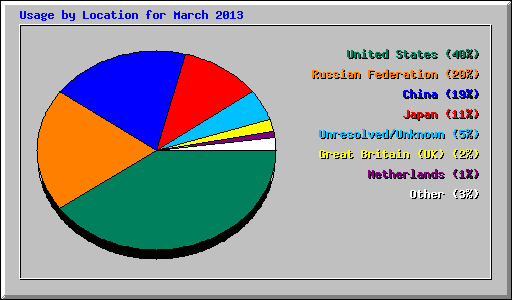 Usage by Location for March 2013
United States (40%)
Russian Federation (20%)
China (19%)
Japan (11%)
Unresolved/Unknown (5%)
Great Britain (UK) (2%)
Netherlands (1%)
Other (3%)